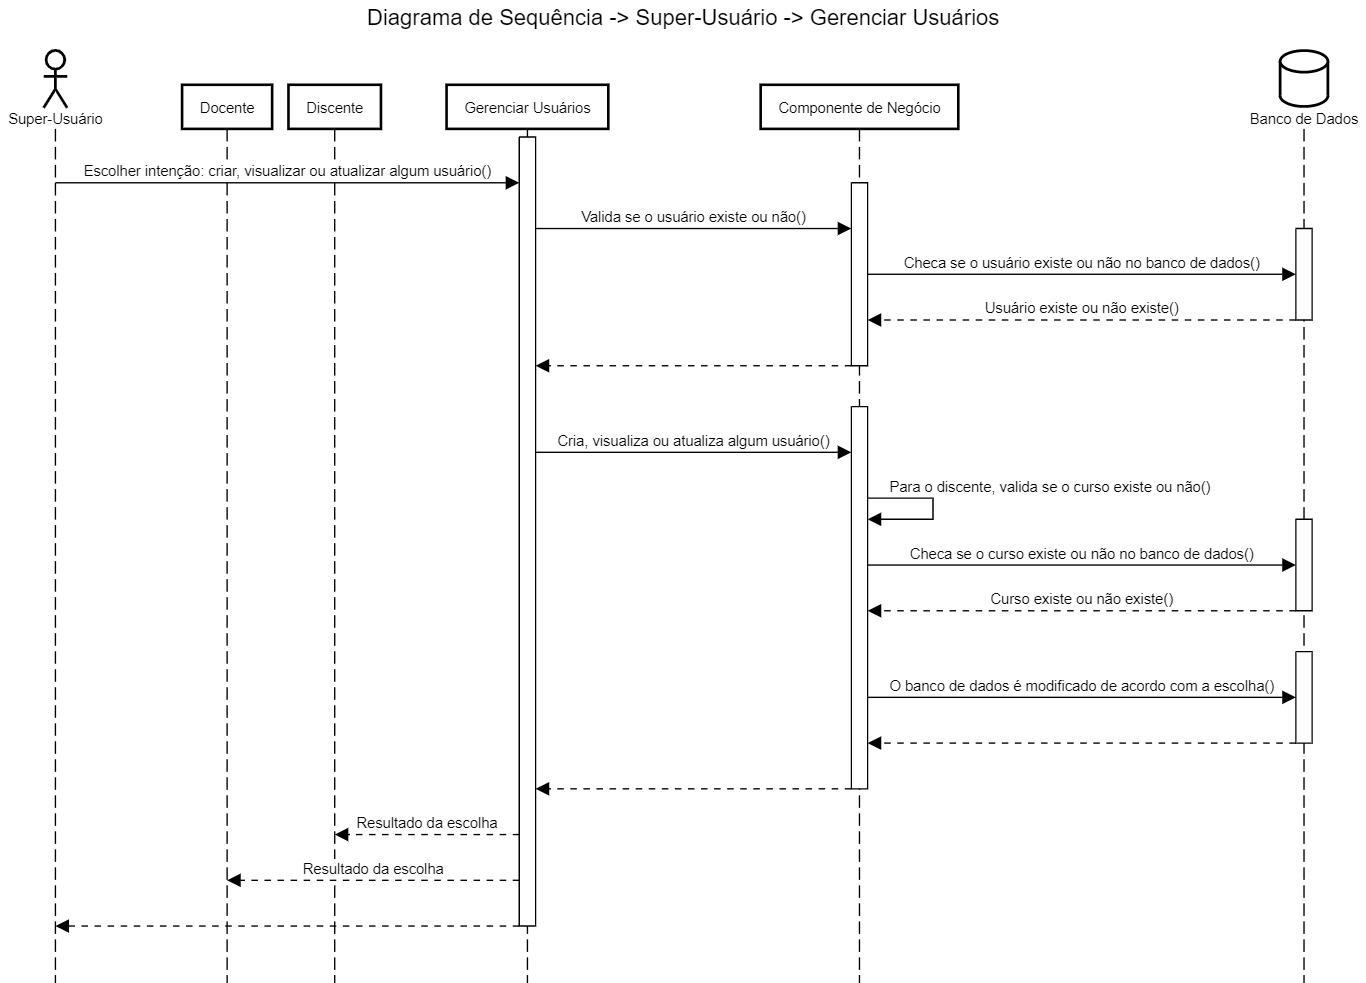 Diagrama de Sequência -> Super-Usuário -> Gerenciar Usuários
Super-Usuário
Docente
Discente
Gerenciar Usuários
Componente de Negócio
Banco de Dados
Escolher intenção: criar, visualizar ou atualizar algum usuário()
Valida se o usuário existe ou não()
Checa se o usuário existe ou não no banco de dados()
Usuário existe ou não existe()
Cria, visualiza ou atualiza algum usuário()
Para o discente, valida se o curso existe ou não()
Checa se o curso existe ou não no banco de dados()
Curso existe ou não existe()
O banco de dados é modificado de acordo com a escolha()
Resultado da escolha
Resultado da escolha